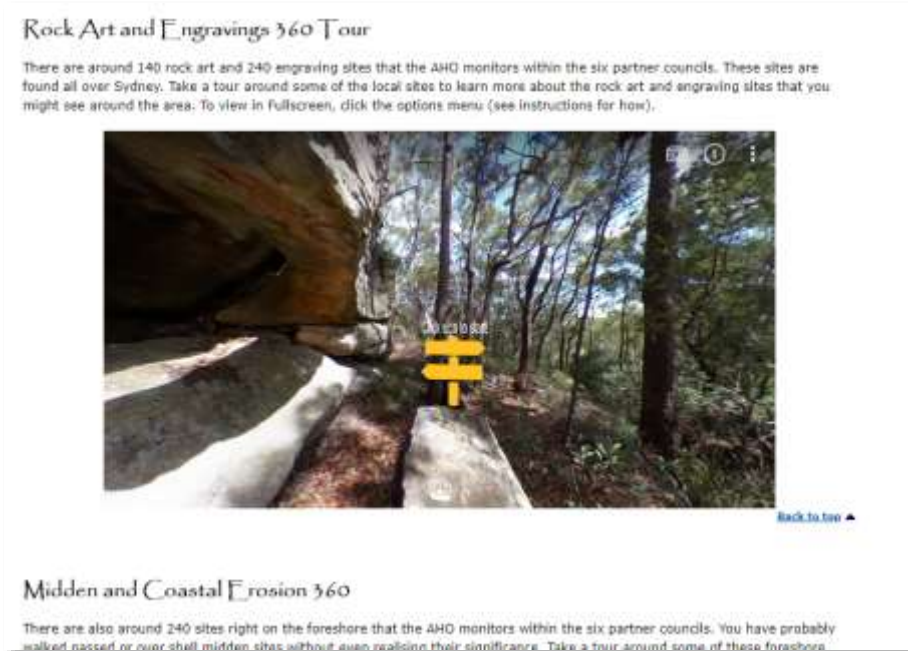 Rock Art and Engravings 360 Tour
There are around 140 rock art and 240 engraving sites that the AHO monitors within the six partner councils. These sites are
found all over Sydney. Take a tour around some of the local sites to learn more about the rock art and engraving sites that you
might see around the area. To view in Fullscreen, click the options menu (see instructions for how).
Back to top
Midden and Coastal Erosion 360
There are also around 240 sites right on the foreshore that the AHO monitors within the six partner councils. You have probably
walked passed or over shell midden sites without even realising their significance. Take a tour around some of these foreshore